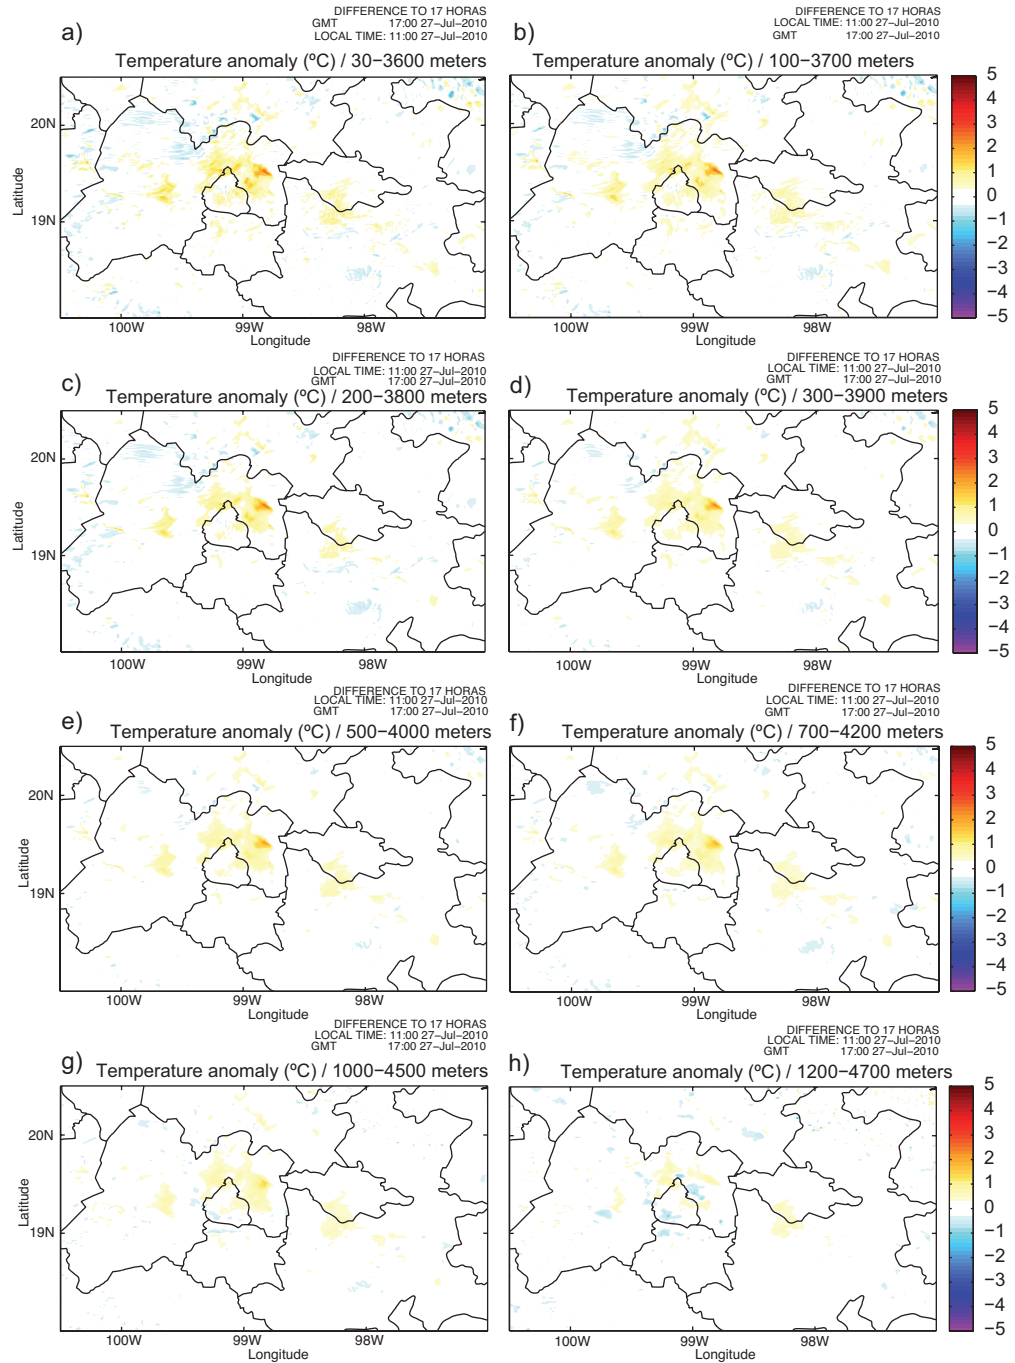 DIFFERENCE TO 17 HORAS
GMT 17:00 27−Jul−2010
LOCAL TIME: 11:00 27−Jul−2010
a)
Temperature anomaly (ºC) / 30−3600 meters
20N
19N
Latitude
100W 99W 98W
Longitude
DIFFERENCE TO 17 HORAS
LOCAL TIME: 11:00 27−Jul−2010
GMT 17:00 27−Jul−2010
b)
Temperature anomaly (ºC) / 100−3700 meters
100W 99W 98W
Longitude
5
4
3
2
1
0
−1
−2
−3
−4
−5
DIFFERENCE TO 17 HORAS
LOCAL TIME: 11:00 27−Jul−2010
GMT 17:00 27−Jul−2010
c)
Temperature anomaly (ºC) / 200−3800 meters
20N
19N
Latitude
100W 99W 98W
Longitude
DIFFERENCE TO 17 HORAS
LOCAL TIME: 11:00 27−Jul−2010
GMT 17:00 27−Jul−2010
d)
Temperature anomaly (ºC) / 300−3900 meters
100W 99W 98W
Longitude
5
4
3
2
1
0
−1
−2
−3
−4
−5
DIFFERENCE TO 17 HORAS
LOCAL TIME: 11:00 27−Jul−2010
GMT 17:00 27−Jul−2010
e)
Temperature anomaly (ºC) / 500−4000 meters
20N
19N
Latitude
100W 99W 98W
Longitude
DIFFERENCE TO 17 HORAS
LOCAL TIME: 11:00 27−Jul−2010
GMT 17:00 27−Jul−2010
f)
Temperature anomaly (ºC) / 700−4200 meters
100W 99W 98W
Longitude
5
4
3
2
1
0
−1
−2
−3
−4
−5
DIFFERENCE TO 17 HORAS
LOCAL TIME: 11:00 27−Jul−2010
GMT 17:00 27−Jul−2010
g)
Temperature anomaly (ºC) / 1000−4500 meters
20N
19N
Latitude
100W 99W 98W
Longitude
DIFFERENCE TO 17 HORAS
LOCAL TIME: 11:00 27−Jul−2010
GMT 17:00 27−Jul−2010
h)
Temperature anomaly (ºC) / 1200−4700 meters
100W 99W 98W
Longitude
5
4
3
2
1
0
−1
−2
−3
−4
−5